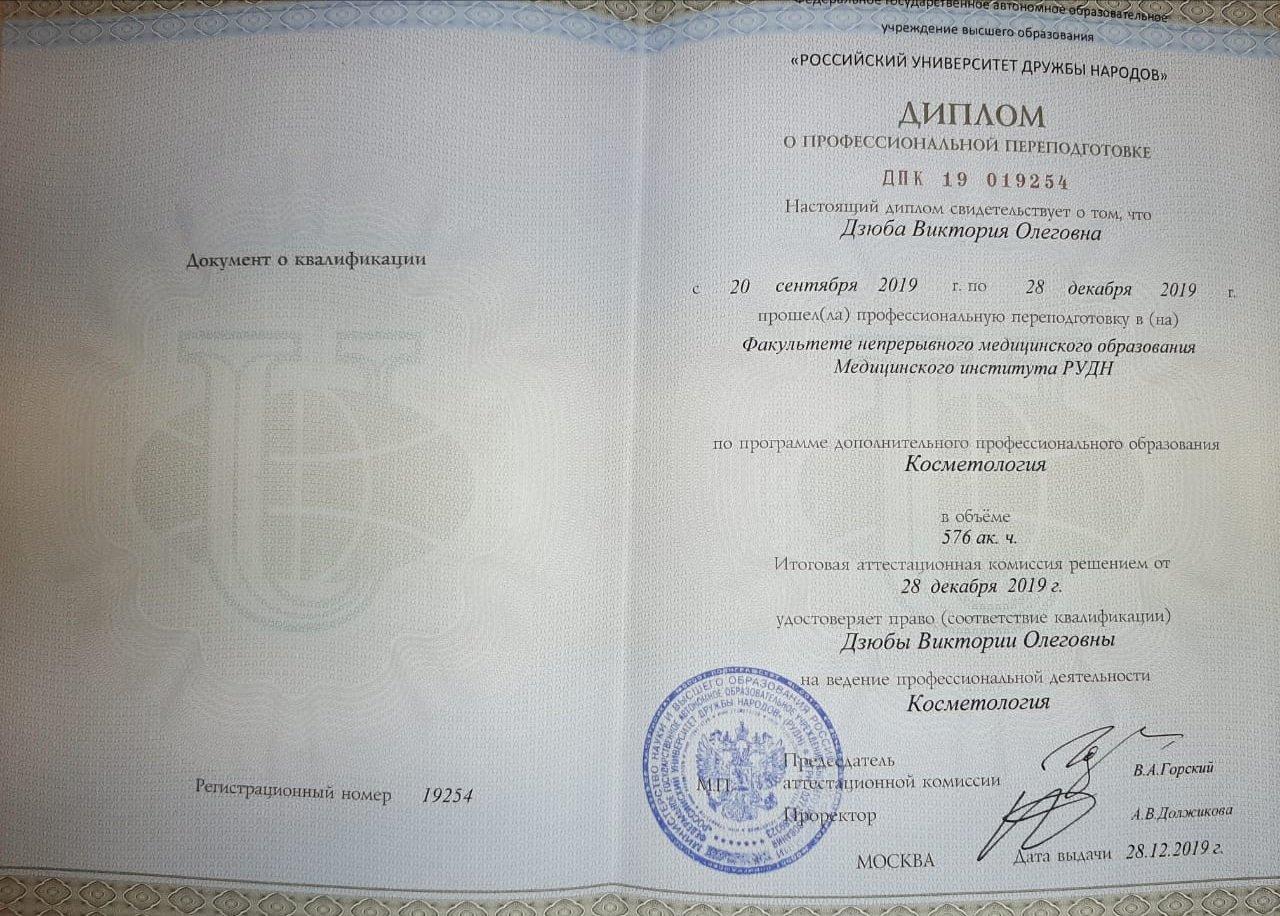 Документ о квалификации
Регистрационный номер 19254
Федеральное государственное автономное образовательное
учреждение высшего образования
«РОССИЙСКИЙ УНИВЕРСИТЕТ ДРУЖБЫ НАРОДОВ»
ДИПЛОМ
О ПРОФЕССИОНАЛЬНОЙ ПЕРЕПОДГОТОВКЕ
ДПК 19 019254
Настоящий диплом свидетельствует о том, что
Дзюба Виктория Олеговна
с 20 сентября 2019 г. по 28 декабря 2019 г.
прошел(ла) профессиональную переподготовку в (на)
Факультете непрерывного медицинского образования
Медицинского института РУДН
по программе дополнительного профессионального образования
Косметология
в объёме
576 ак. ч.
Итоговая аттестационная комиссия решением от
28 декабря 2019 г.
удостоверяет право (соответствие квалификации)
Дзюбы Виктории Олеговны
на ведение профессиональной деятельности
Косметология
Председатель
М.П. аттестационной комиссии В.А.Горский
Проректор А.В.Должикова
МОСКВА Дата выдачи 28.12.2019 г.